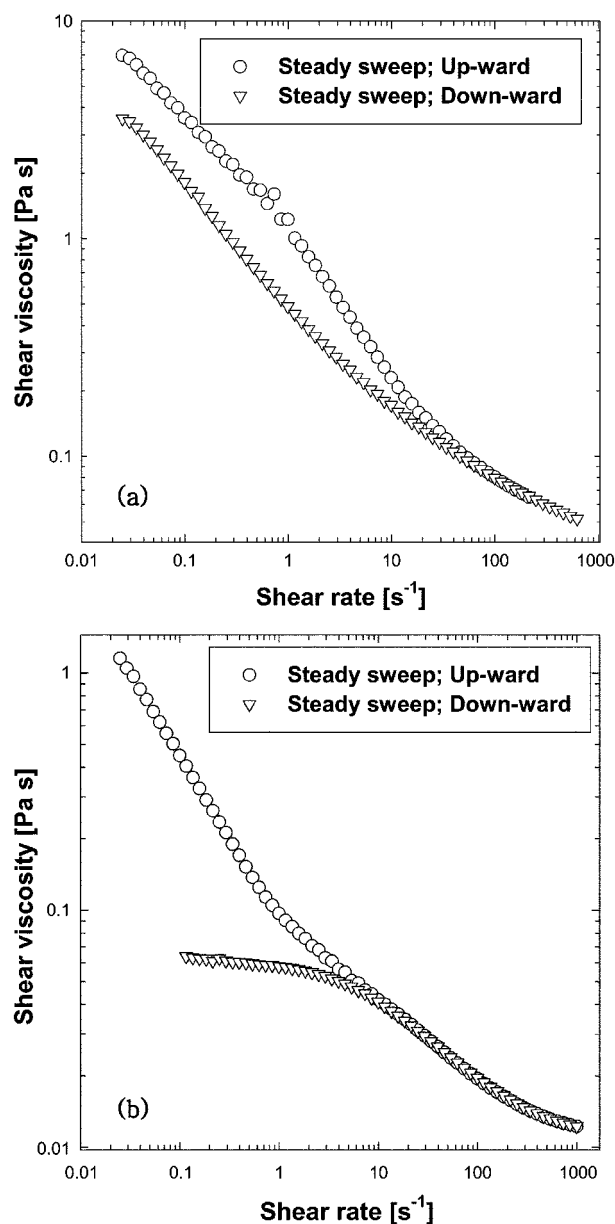 10
Steady sweep; Up-ward
Steady sweep; Down-ward
1
0.1
Shear viscosity [Pa s]
(a)
0.01 0.1 1 10 100 1000
Shear rate [s⁻¹]
1
Steady sweep; Up-ward
Steady sweep; Down-ward
0.1
Shear viscosity [Pa s]
(b)
0.01
0.01 0.1 1 10 100 1000
Shear rate [s⁻¹]